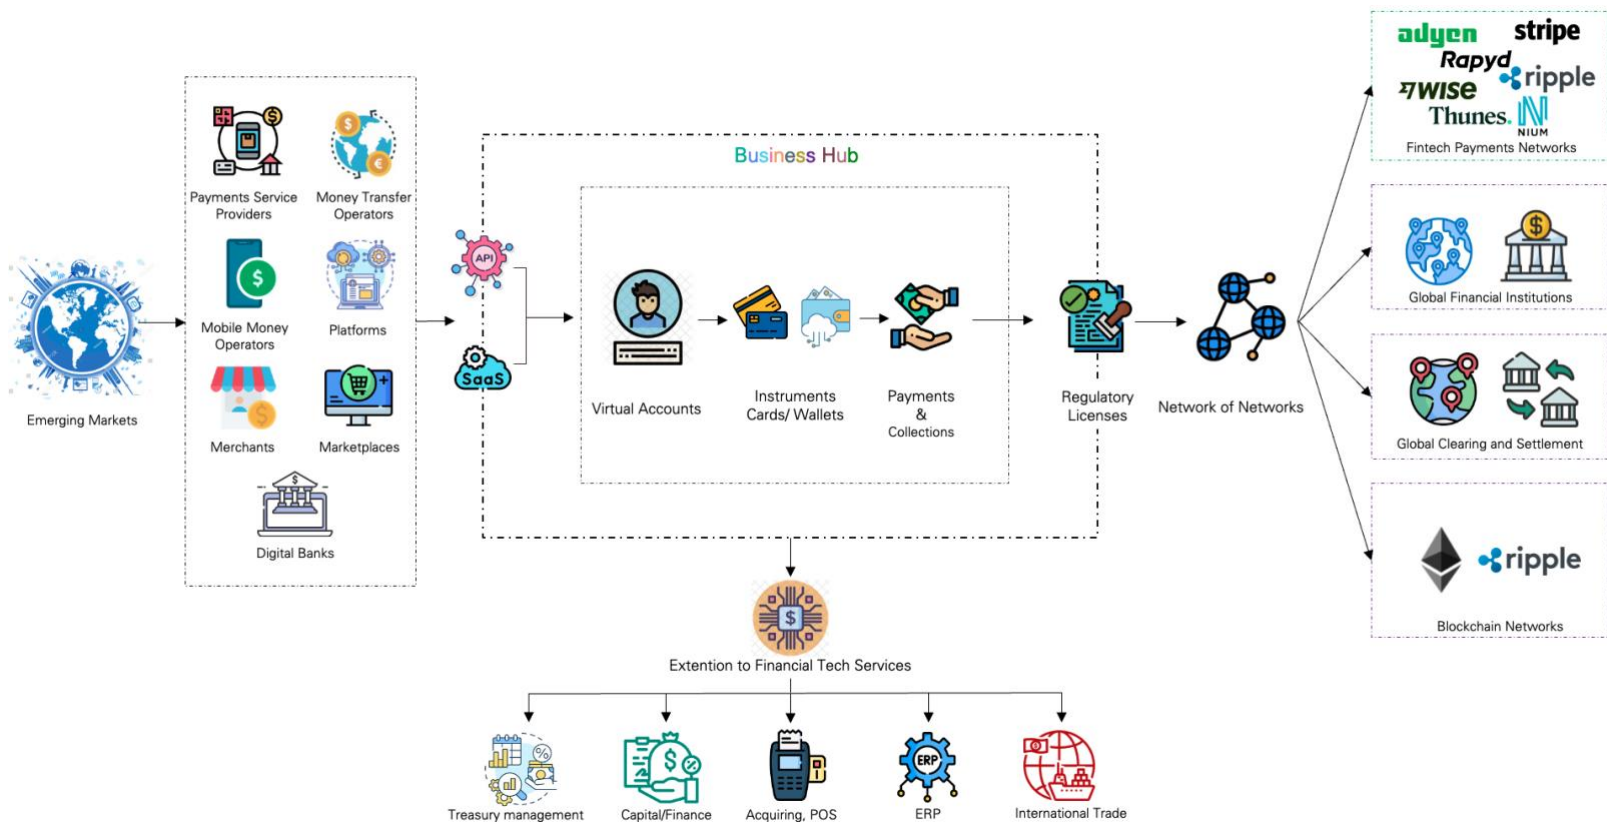 Emerging Markets
Payments Service
Providers
Money Transfer
Operators
Mobile Money
Operators
Platforms
Merchants
Marketplaces
Digital Banks
API
SaaS
Business Hub
Virtual Accounts
Instruments
Cards/ Wallets
Payments
&
Collections
Regulatory
Licenses
Network of Networks
adyen
stripe
Rapyd
ripple
WISE
Thunes.
NIUM
Fintech Payments Networks
Global Financial Institutions
Global Clearing and Settlement
ripple
Blockchain Networks
Extention to Financial Tech Services
Treasury management
Capital/Finance
Acquiring, POS
ERP
ERP
International Trade